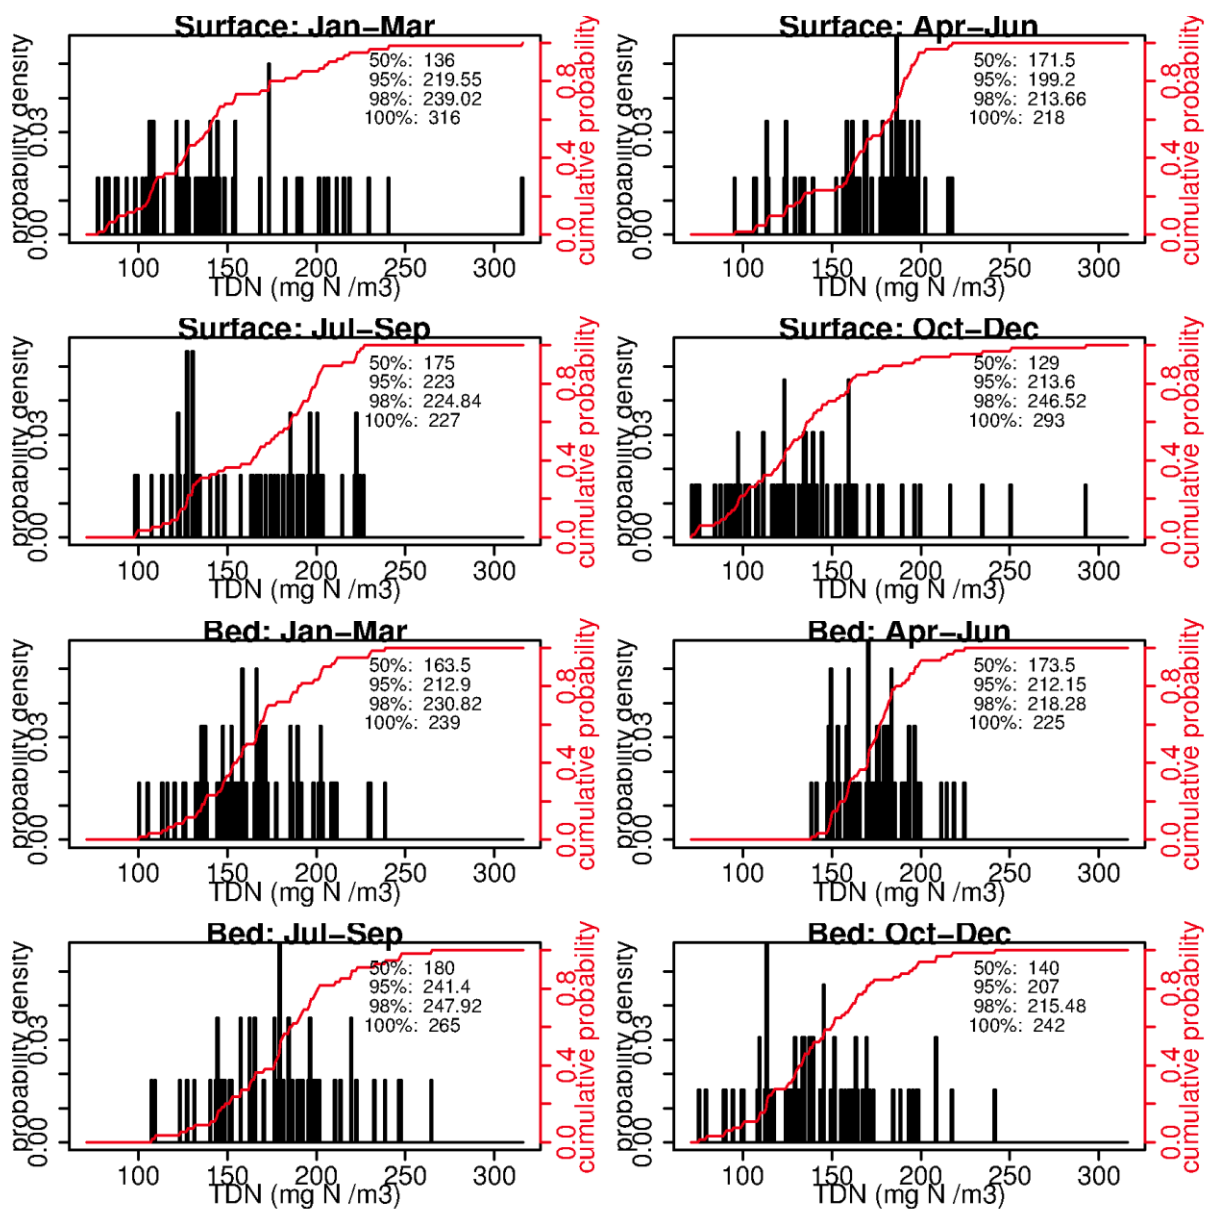 Surface: Jan−Mar
probability density
0.00
0.03
50%: 136
95%: 219.55
98%: 239.02
100%: 316
0.0
0.4
0.8
cumulative probability
100 150 200 250 300
TDN (mg N /m3)
Surface: Apr−Jun
probability density
0.00
0.03
50%: 171.5
95%: 199.2
98%: 213.66
100%: 218
0.0
0.4
0.8
cumulative probability
100 150 200 250 300
TDN (mg N /m3)
Surface: Jul−Sep
probability density
0.00
0.03
50%: 175
95%: 223
98%: 224.84
100%: 227
0.0
0.4
0.8
cumulative probability
100 150 200 250 300
TDN (mg N /m3)
Surface: Oct−Dec
probability density
0.00
0.03
50%: 129
95%: 213.6
98%: 246.52
100%: 293
0.0
0.4
0.8
cumulative probability
100 150 200 250 300
TDN (mg N /m3)
Bed: Jan−Mar
probability density
0.00
0.03
50%: 163.5
95%: 212.9
98%: 230.82
100%: 239
0.0
0.4
0.8
cumulative probability
100 150 200 250 300
TDN (mg N /m3)
Bed: Apr−Jun
probability density
0.00
0.03
50%: 173.5
95%: 212.15
98%: 218.28
100%: 225
0.0
0.4
0.8
cumulative probability
100 150 200 250 300
TDN (mg N /m3)
Bed: Jul−Sep
probability density
0.00
0.03
50%: 180
95%: 241.4
98%: 247.92
100%: 265
0.0
0.4
0.8
cumulative probability
100 150 200 250 300
TDN (mg N /m3)
Bed: Oct−Dec
probability density
0.00
0.03
50%: 140
95%: 207
98%: 215.48
100%: 242
0.0
0.4
0.8
cumulative probability
100 150 200 250 300
TDN (mg N /m3)